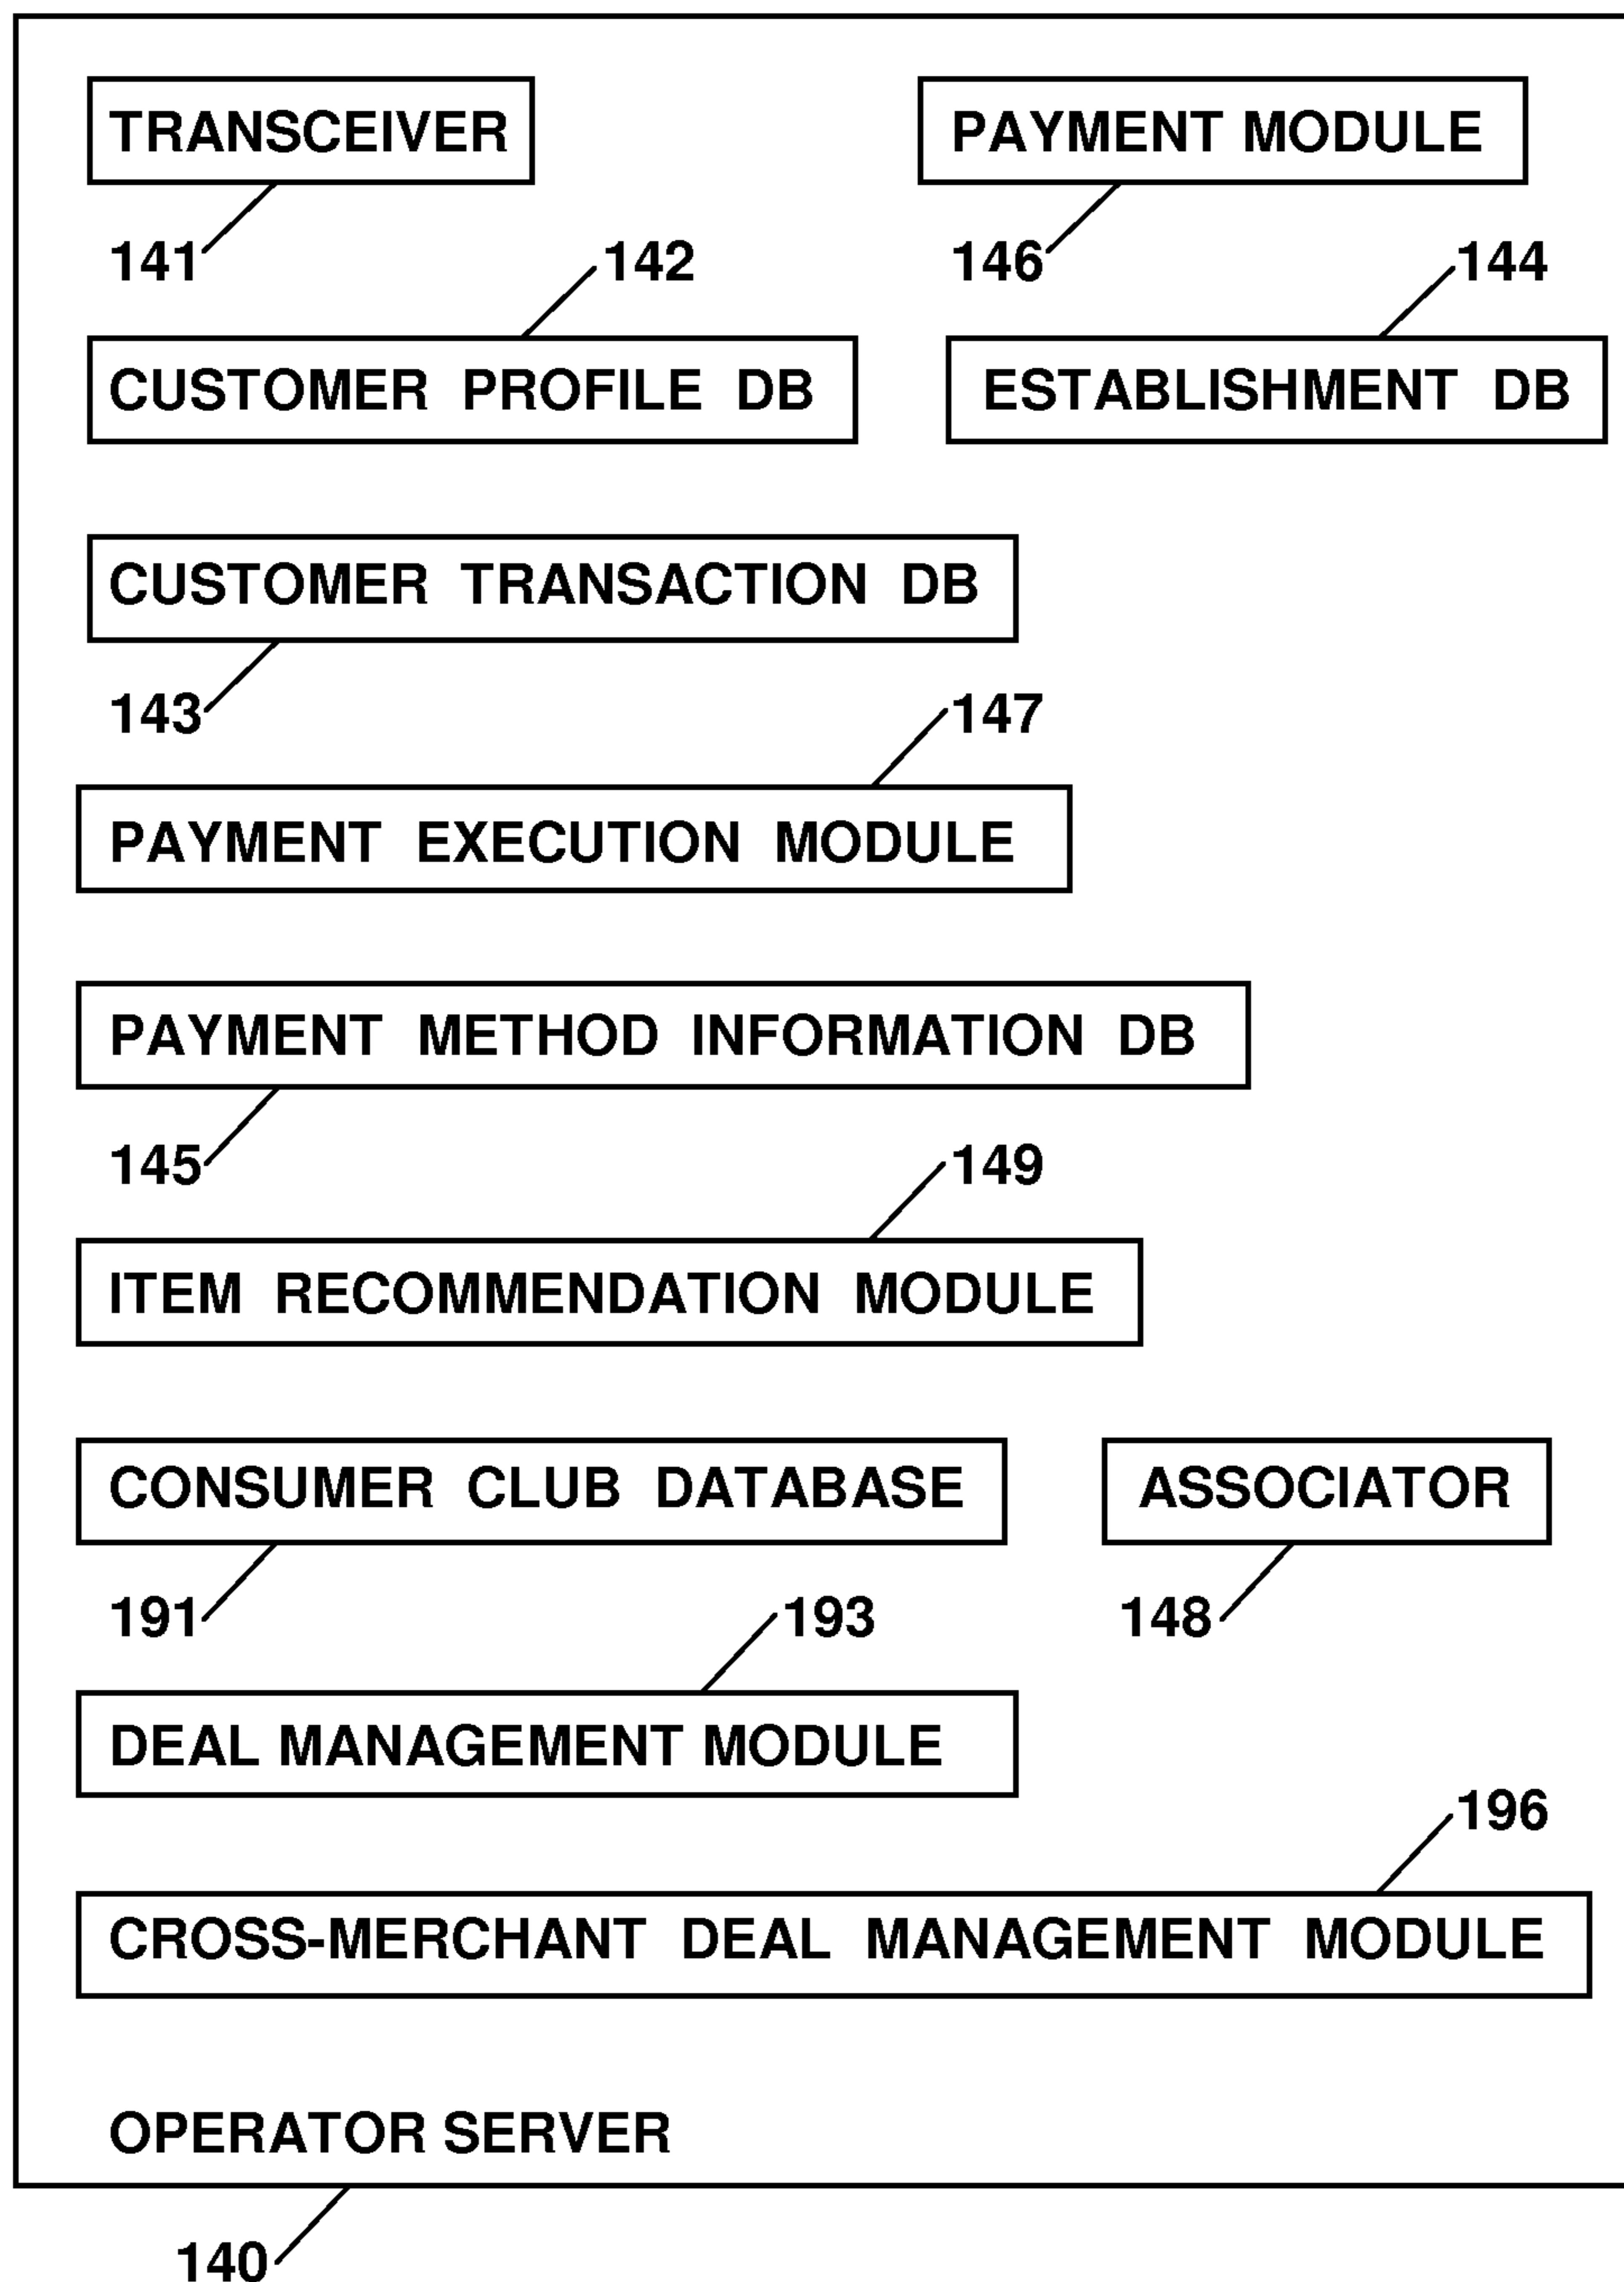 TRANSCEIVER
PAYMENT MODULE
141
142
146
144
CUSTOMER PROFILE DB
ESTABLISHMENT DB
CUSTOMER TRANSACTION DB
143
147
PAYMENT EXECUTION MODULE
PAYMENT METHOD INFORMATION DB
145
149
ITEM RECOMMENDATION MODULE
CONSUMER CLUB DATABASE
ASSOCIATOR
191
193
148
DEAL MANAGEMENT MODULE
196
CROSS-MERCHANT DEAL MANAGEMENT MODULE
OPERATOR SERVER
140